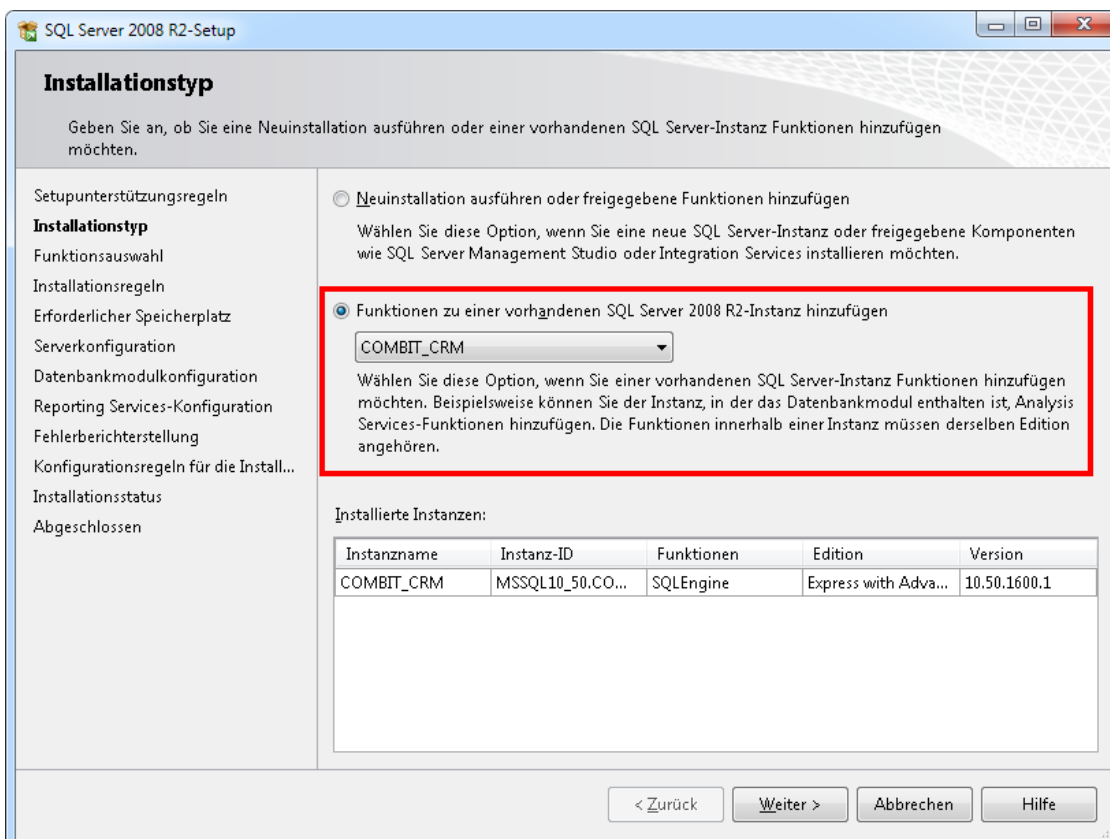 SQL Server 2008 R2-Setup
Installationstyp
Geben Sie an, ob Sie eine Neuinstallation ausführen oder einer vorhandenen SQL Server-Instanz Funktionen hinzufügen
möchten.
Setupunterstützungsregeln
Installationstyp
Funktionsauswahl
Installationsregeln
Erforderlicher Speicherplatz
Serverkonfiguration
Datenbankmodulkonfiguration
Reporting Services-Konfiguration
Fehlerberichterstellung
Konfigurationsregeln für die Install...
Installationsstatus
Abgeschlossen
Neuinstallation ausführen oder freigegebene Funktionen hinzufügen
Wählen Sie diese Option, wenn Sie eine neue SQL Server-Instanz oder freigegebene Komponenten
wie SQL Server Management Studio oder Integration Services installieren möchten.
Funktionen zu einer vorhandenen SQL Server 2008 R2-Instanz hinzufügen
COMBIT_CRM
Wählen Sie diese Option, wenn Sie einer vorhandenen SQL Server-Instanz Funktionen hinzufügen
möchten. Beispielsweise können Sie der Instanz, in der das Datenbankmodul enthalten ist, Analysis
Services-Funktionen hinzufügen. Die Funktionen innerhalb einer Instanz müssen derselben Edition
angehören.
Installierte Instanzen:
Instanzname Instanz-ID Funktionen Edition Version
COMBIT_CRM MSSQL10_50.CO... SQLEngine Express with Adva... 10.50.1600.1
< Zurück Weiter > Abbrechen Hilfe